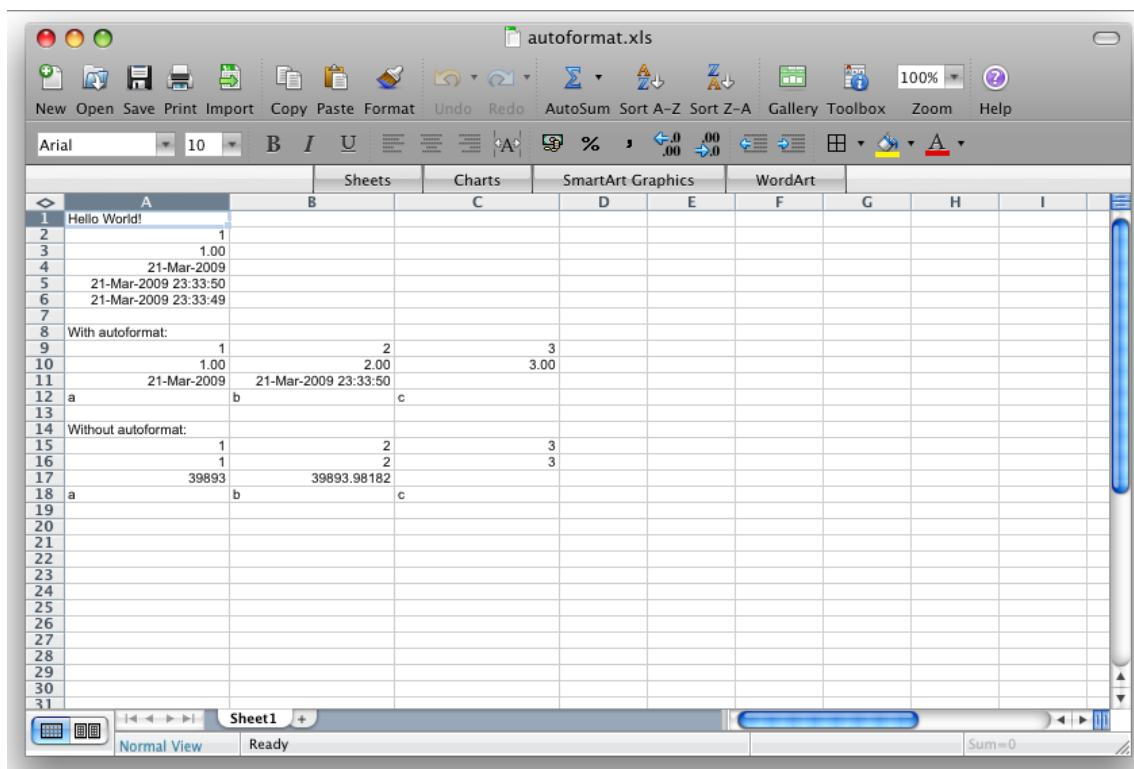 autoformat.xls
New Open Save Print Import Copy Paste Format Undo Redo AutoSum Sort A-Z Sort Z-A Gallery Toolbox 100% Zoom Help
Arial 10 B I U A % , .0 .00 .00 .0 A
Sheets Charts SmartArt Graphics WordArt
A B C D E F G H I
1 Hello World!
2 1
3 1.00
4 21-Mar-2009
5 21-Mar-2009 23:33:50
6 21-Mar-2009 23:33:49
7
8 With autoformat:
9 1 2 3
10 1.00 2.00 3.00
11 21-Mar-2009 21-Mar-2009 23:33:50
12 a b c
13
14 Without autoformat:
15 1 2 3
16 1 2 3
17 39893 39893.98182
18 a b c
19
20
21
22
23
24
25
26
27
28
29
30
31
Sheet1 +
Normal View Ready Sum=0